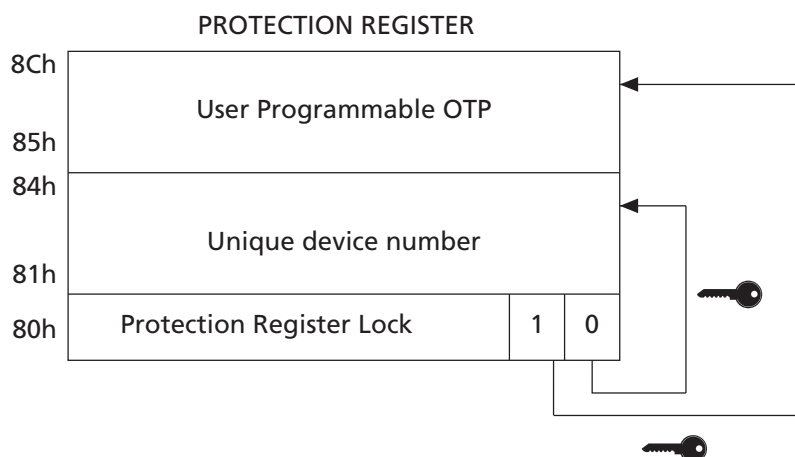 PROTECTION REGISTER
8Ch
User Programmable OTP
85h
84h
Unique device number
81h
80h
Protection Register Lock
1
0